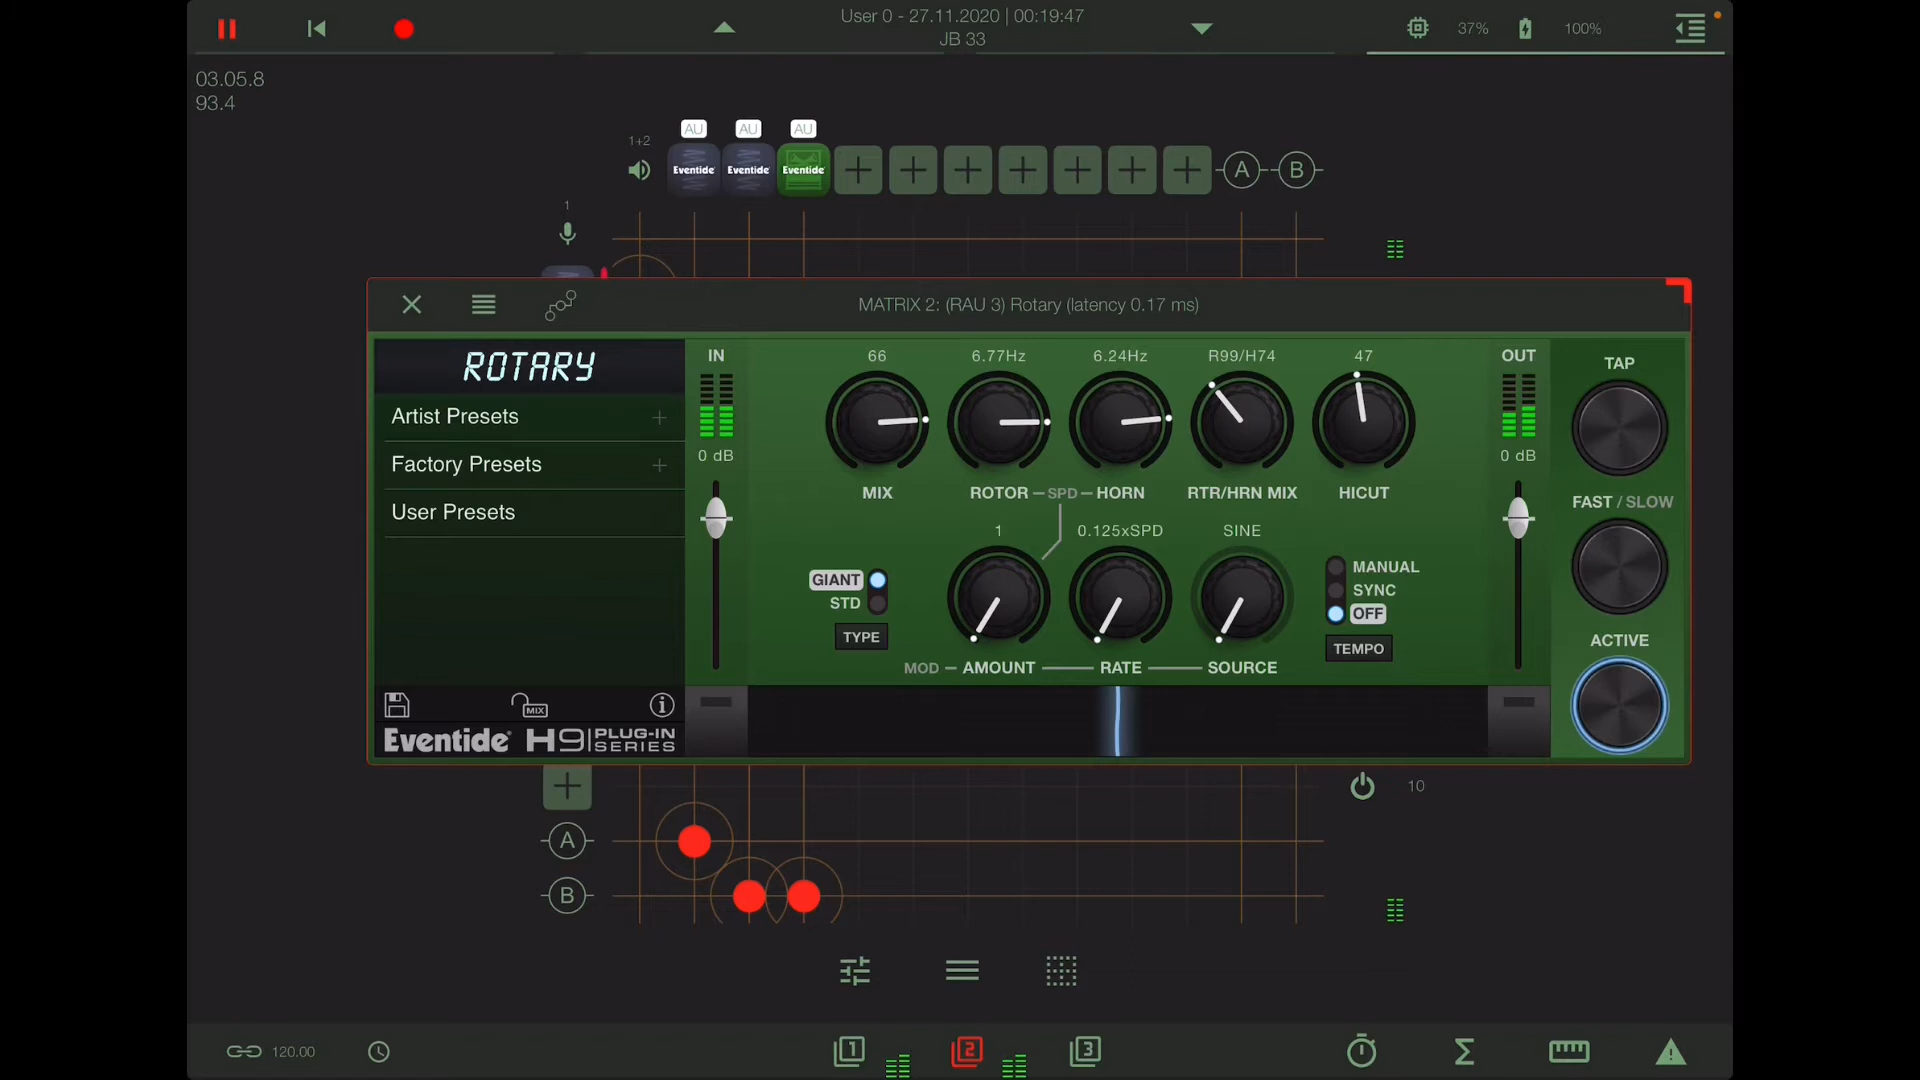 User 0 - 27.11.2020 | 00:19:47
JB 33
37%
100%
03.05.8
93.4
1+2
AU AU AU
Eventide Eventide Eventide
A B
1
MATRIX 2: (RAU 3) Rotary (latency 0.17 ms)
ROTARY
Artist Presets
Factory Presets
User Presets
MIX
Eventide H9 PLUG-IN SERIES
IN
0 dB
66 6.77Hz 6.24Hz R99/H74 47
MIX ROTOR SPD HORN RTR/HRN MIX HICUT
1 0.125xSPD SINE
GIANT
STD
TYPE
MOD AMOUNT RATE SOURCE
MANUAL
SYNC
OFF
TEMPO
OUT
0 dB
TAP
FAST / SLOW
ACTIVE
10
A
B
120.00
1 2 3